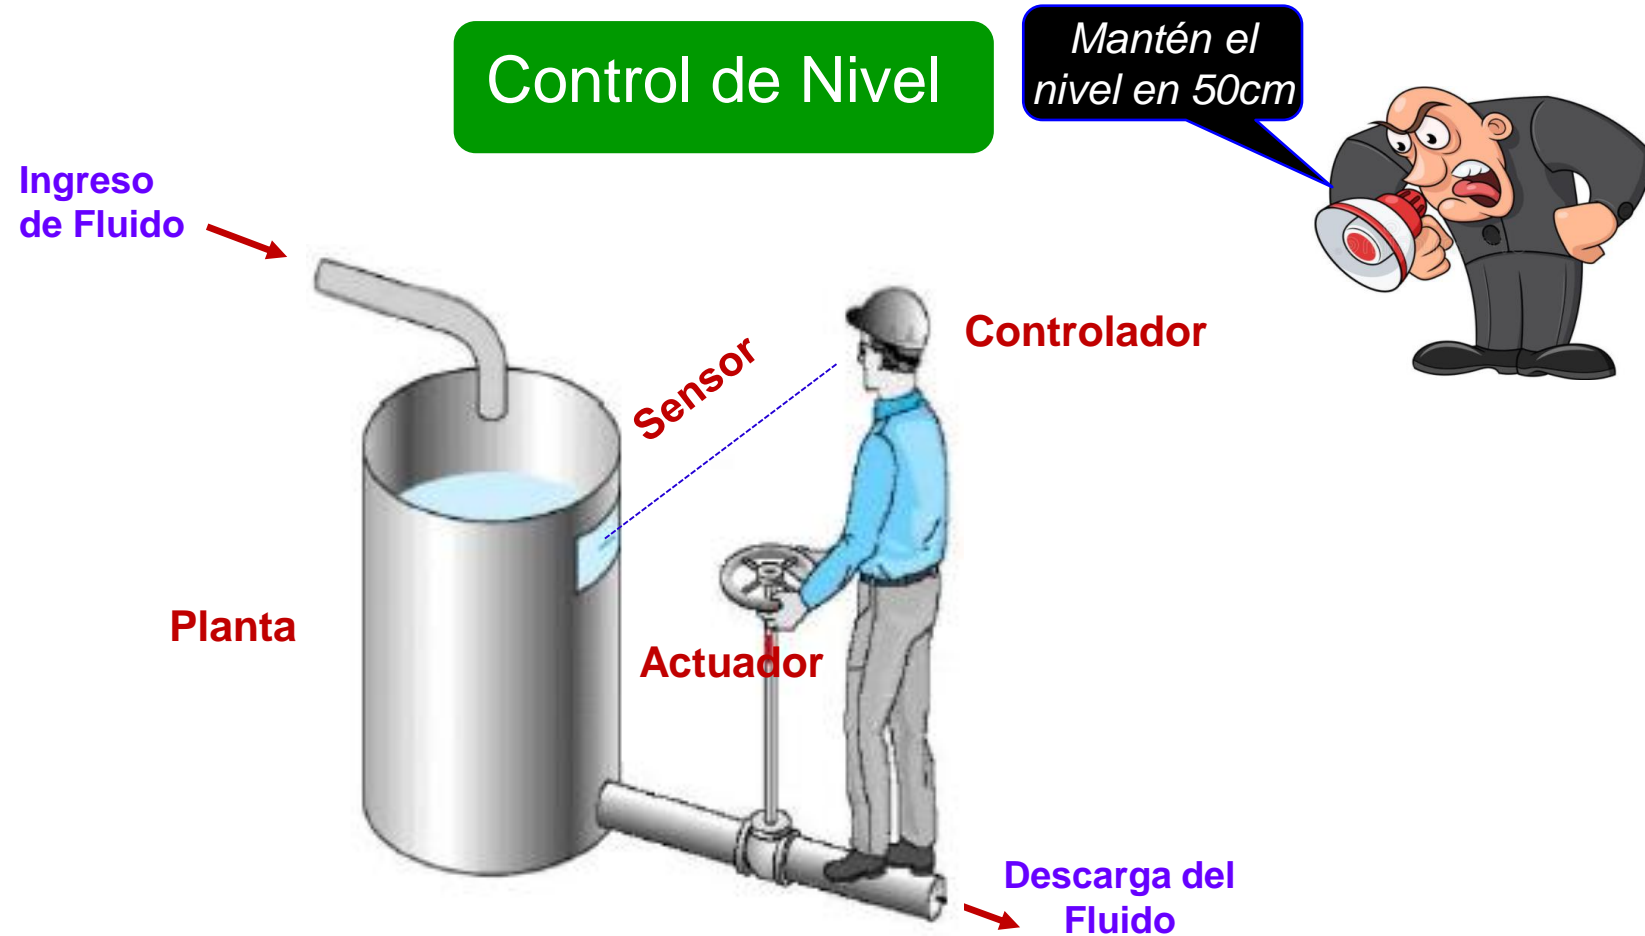 Control de Nivel
Mantén el
nivel en 50cm
Ingreso
de Fluido
Sensor
Controlador
Planta
Actuador
Descarga del
Fluido